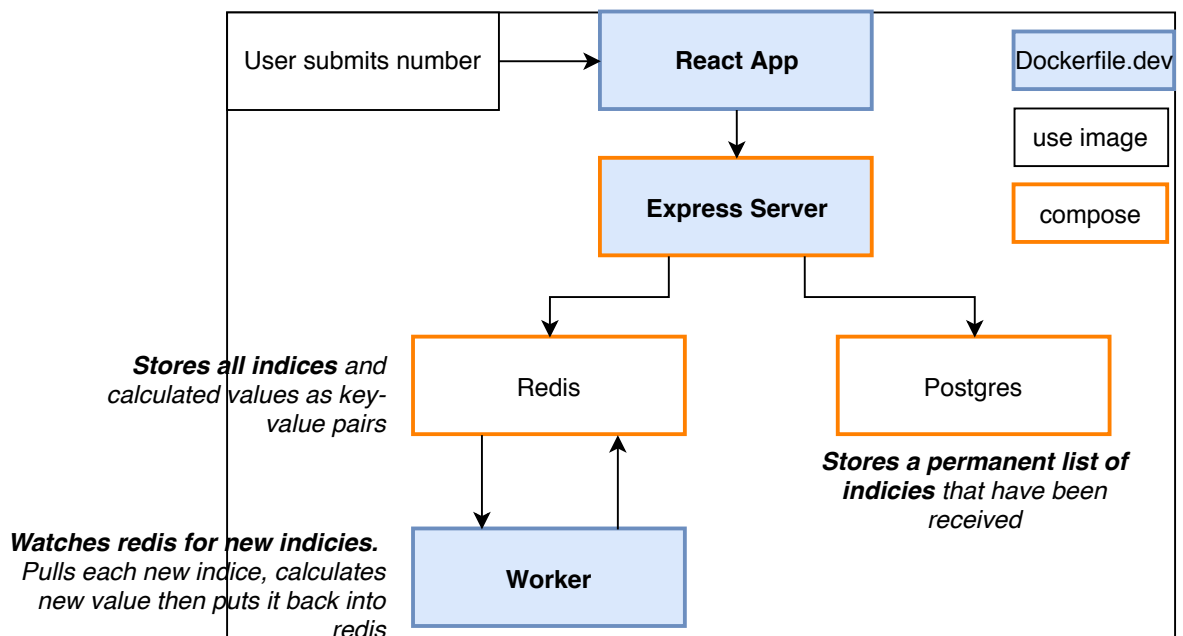 User submits number
React App
Dockerfile.dev
use image
Express Server
compose
Stores all indices and
calculated values as key-
value pairs
Redis
Postgres
Stores a permanent list of
indicies that have been
received
Watches redis for new indicies.
Pulls each new indice, calculates
new value then puts it back into
redis
Worker